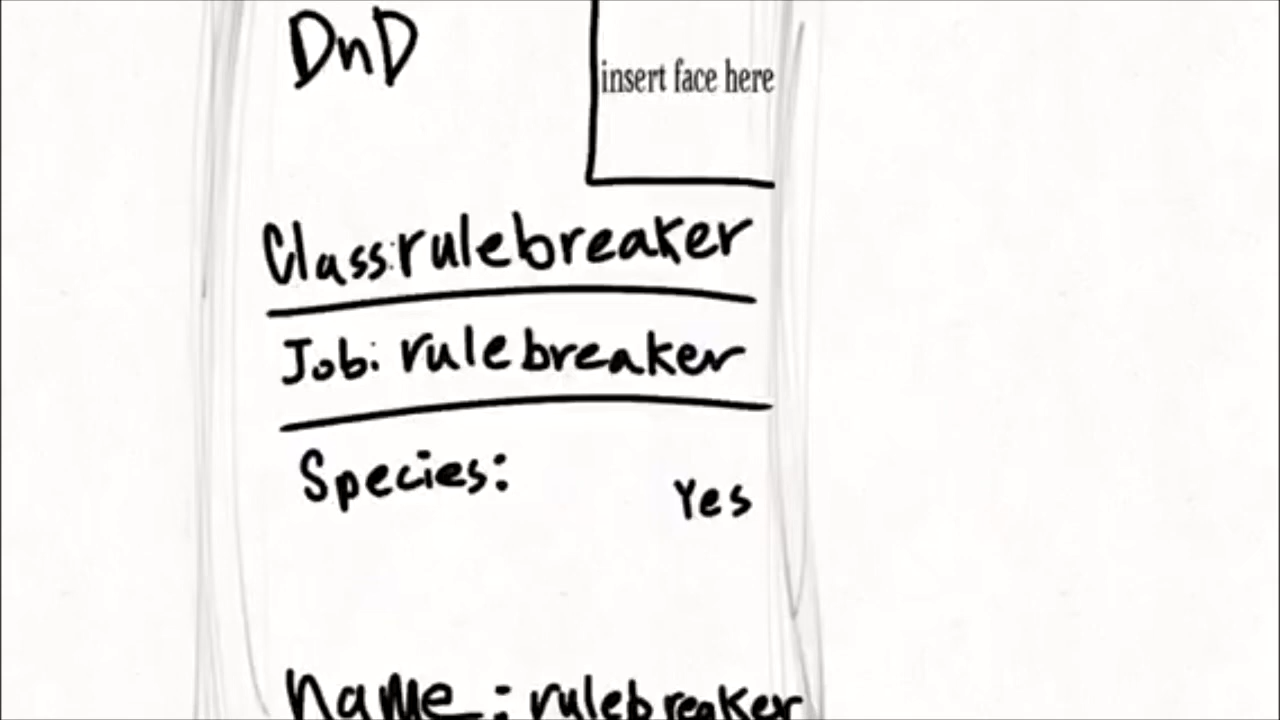 DnD
insert face here
Class:rulebreaker
Job: rulebreaker
Species:
Yes
name: rulebreaker